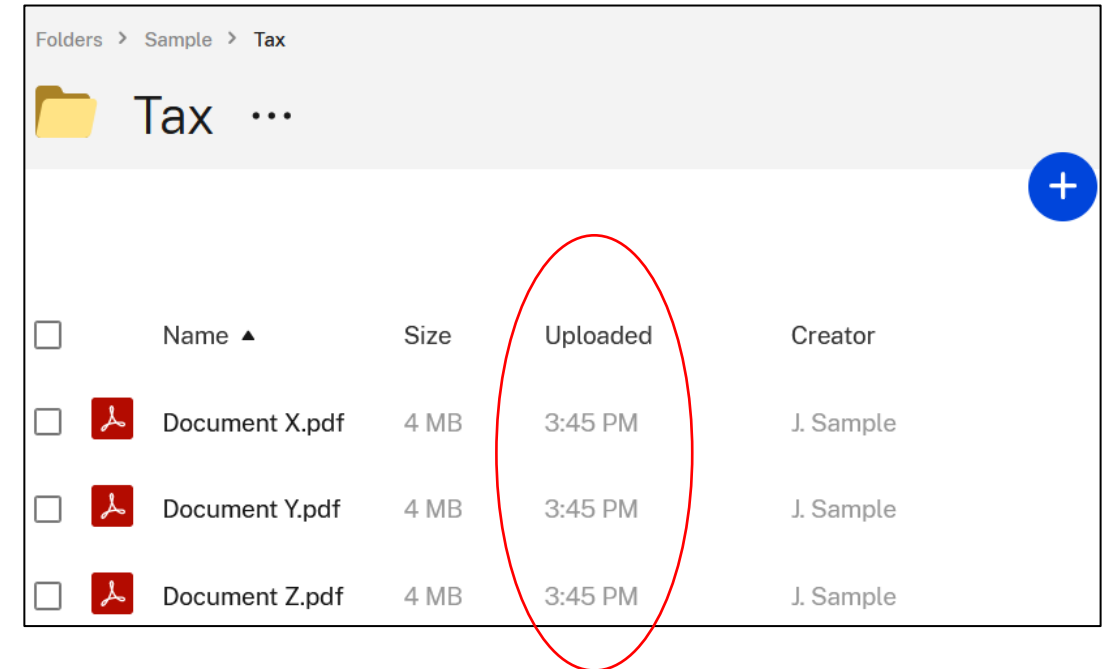 Folders > Sample > Tax
Tax ...
Name ▲ Size Uploaded Creator
Document X.pdf 4 MB 3:45 PM J. Sample
Document Y.pdf 4 MB 3:45 PM J. Sample
Document Z.pdf 4 MB 3:45 PM J. Sample